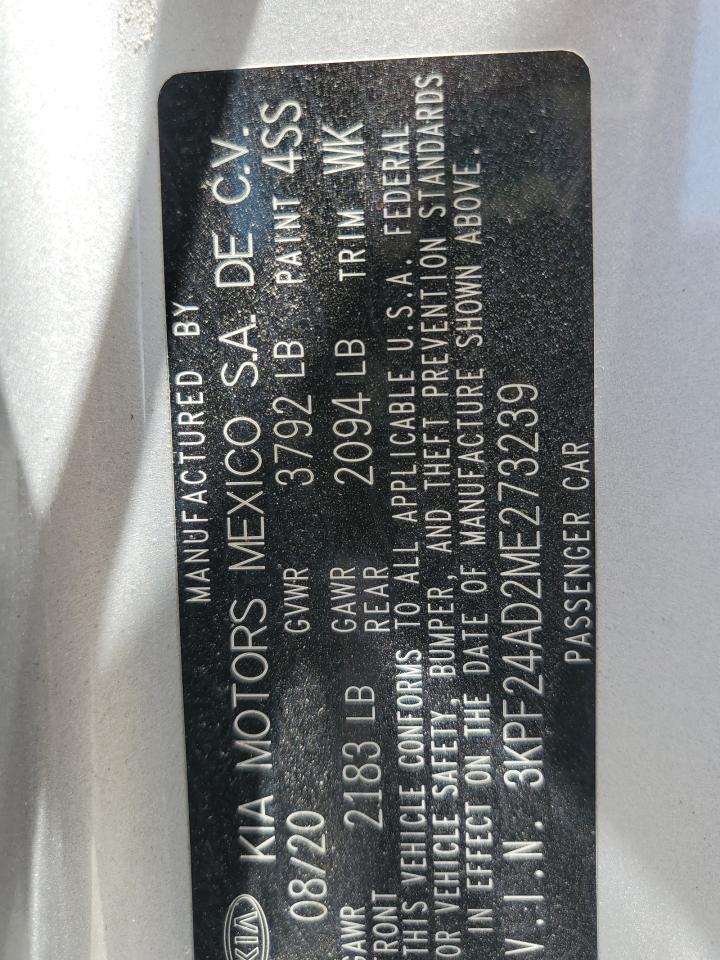 MANUFACTURED BY
KIA KIA MOTORS MEXICO S.A. DE C.V.
08/20 GVWR 3792 LB PAINT 4SS
GAWR 2183 LB GAWR 2094 LB TRIM WK
FRONT REAR
THIS VEHICLE CONFORMS TO ALL APPLICABLE U.S.A. FEDERAL
OR VEHICLE SAFETY, BUMPER, AND THEFT PREVENTION STANDARDS
IN EFFECT ON THE DATE OF MANUFACTURE SHOWN ABOVE.
V.I.N. 3KPF24AD2ME273239
PASSENGER CAR